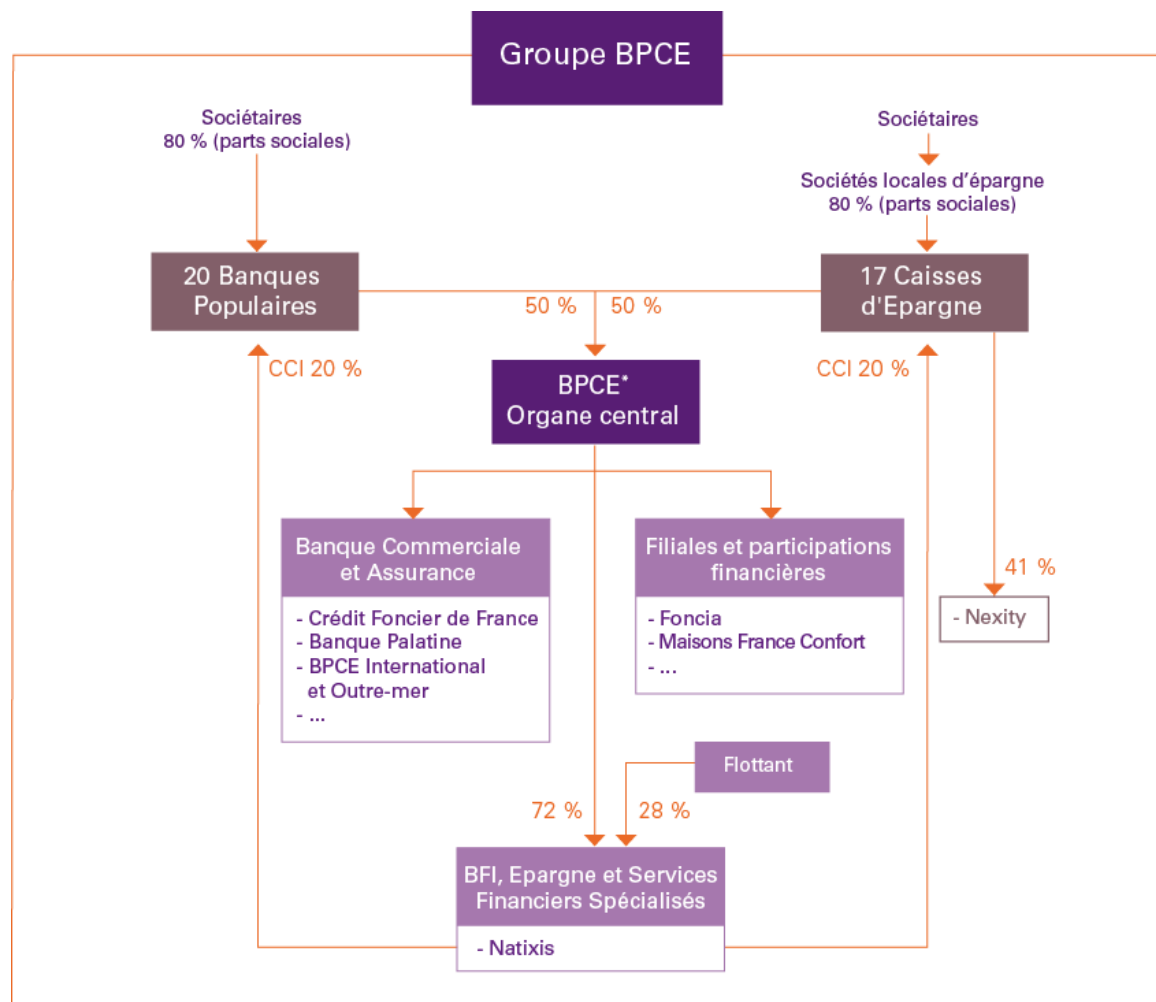 Groupe BPCE
Sociétaires
80 % (parts sociales)
Sociétaires
Sociétés locales d'épargne
80 % (parts sociales)
20 Banques
Populaires
17 Caisses
d'Epargne
50 %
50 %
CCI 20 %
CCI 20 %
BPCE*
Organe central
Banque Commerciale
et Assurance
- Crédit Foncier de France
- Banque Palatine
- BPCE International
et Outre-mer
- ...
Filiales et participations
financières
- Foncia
- Maisons France Confort
- ...
41 %
- Nexity
Flottant
72 %
28 %
BFI, Epargne et Services
Financiers Spécialisés
- Natixis